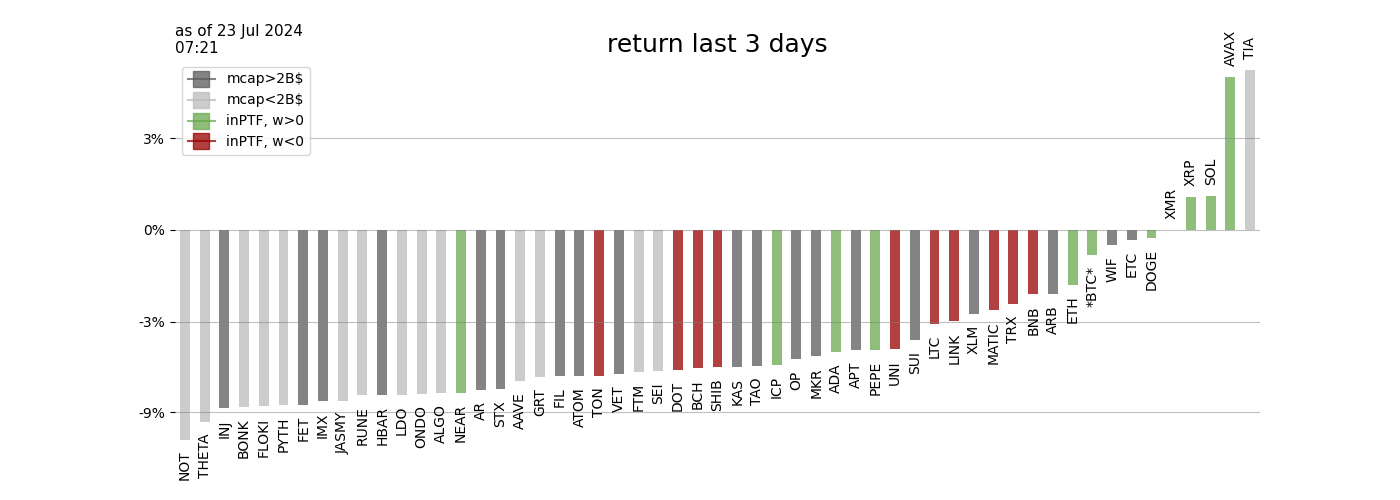 as of 23 Jul 2024
07:21
return last 3 days
mcap>2B$
mcap<2B$
inPTF, w>0
inPTF, w<0
3%
0%
-3%
-9%
NOT
THETA
INJ
BONK
FLOKI
PYTH
FET
IMX
JASMY
RUNE
HBAR
LDO
ONDO
ALGO
NEAR
AR
STX
AAVE
GRT
FIL
ATOM
TON
VET
FTM
SEI
DOT
BCH
SHIB
KAS
TAO
ICP
OP
MKR
ADA
APT
PEPE
UNI
SUI
LTC
LINK
XLM
MATIC
TRX
BNB
ARB
ETH
*BTC*
WIF
ETC
DOGE
XMR
XRP
SOL
AVAX
TIA